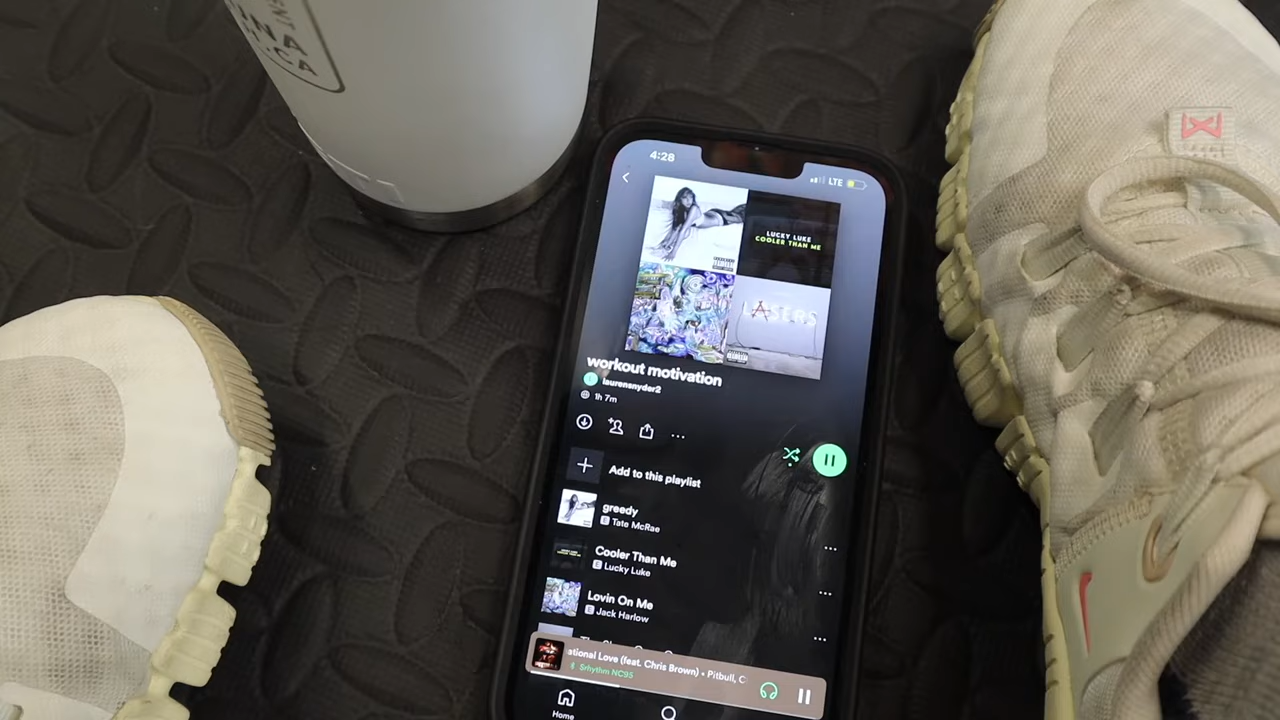 4:28
LTE
LUCKY LUKE
COOLER THAN ME
LASERS
workout motivation
laurensnyder2
1h 7m
Add to this playlist
greedy
E Tate McRae
Cooler Than Me
E Lucky Luke
Lovin On Me
E Jack Harlow
ational Love (feat. Chris Brown) • Pitbull, C
Srhythm NC95
Home